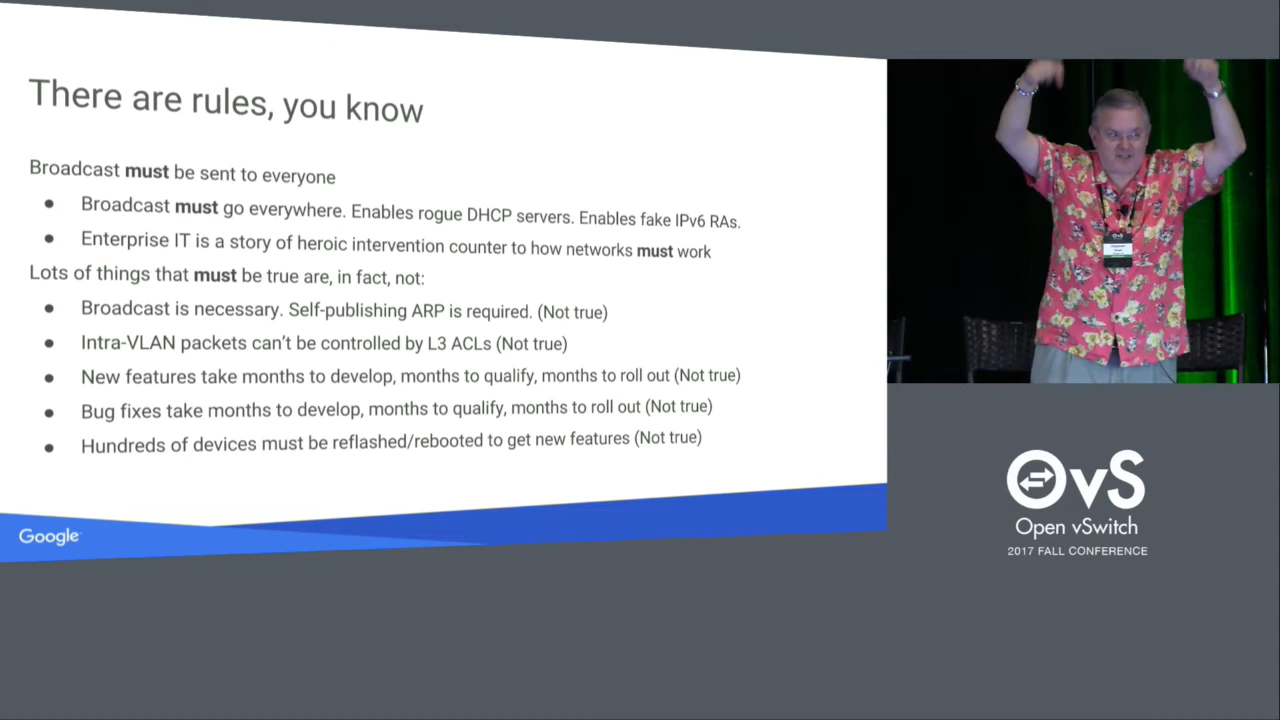 There are rules, you know
Broadcast must be sent to everyone
● Broadcast must go everywhere. Enables rogue DHCP servers. Enables fake IPv6 RAs.
● Enterprise IT is a story of heroic intervention counter to how networks must work
Lots of things that must be true are, in fact, not:
● Broadcast is necessary. Self-publishing ARP is required. (Not true)
● Intra-VLAN packets can't be controlled by L3 ACLs (Not true)
● New features take months to develop, months to qualify, months to roll out (Not true)
● Bug fixes take months to develop, months to qualify, months to roll out (Not true)
● Hundreds of devices must be reflashed/rebooted to get new features (Not true)
Google
OvS
Open vSwitch
2017 FALL CONFERENCE